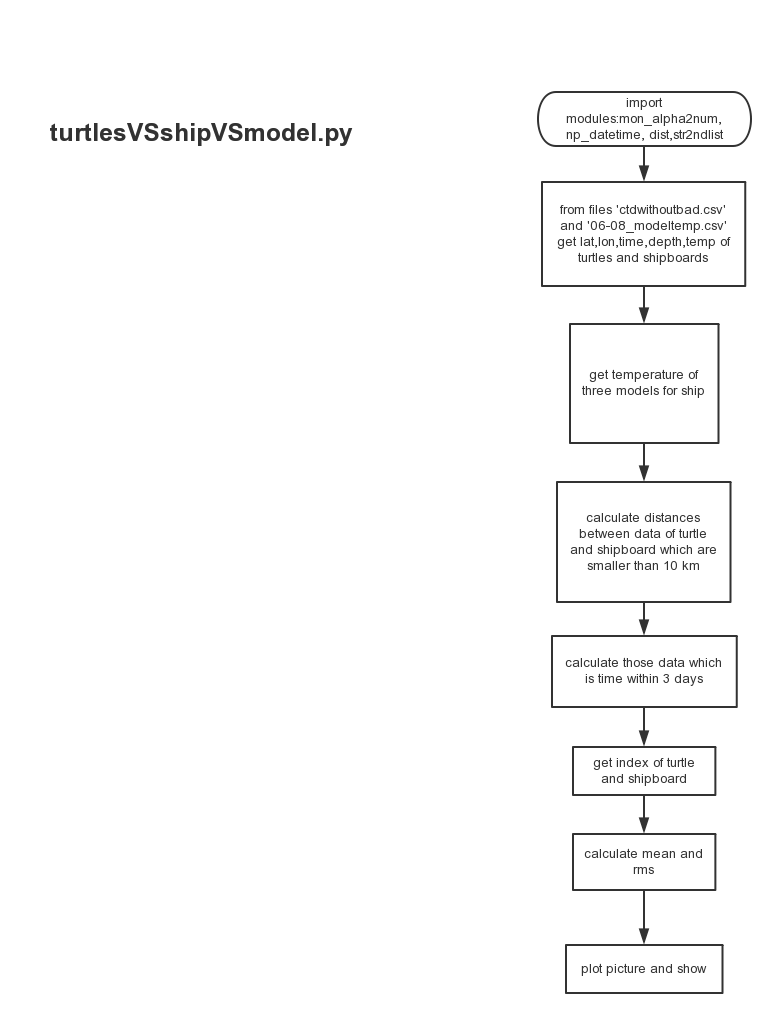 turtlesVSshipVSmodel.py
import
modules:mon_alpha2num,
np_datetime, dist,str2ndlist
from files 'ctdwithoutbad.csv'
and '06-08_modeltemp.csv'
get lat,lon,time,depth,temp of
turtles and shipboards
get temperature of
three models for ship
calculate distances
between data of turtle
and shipboard which are
smaller than 10 km
calculate those data which
is time within 3 days
get index of turtle
and shipboard
calculate mean and
rms
plot picture and show